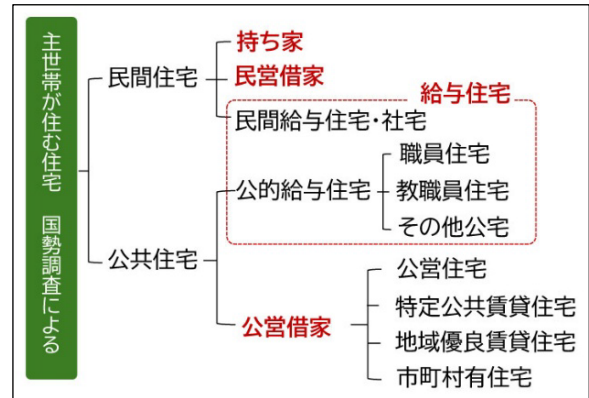 主世帯が住む住宅 国勢調査による
民間住宅
持ち家
民営借家
給与住宅
民間給与住宅・社宅
公共住宅
公的給与住宅
職員住宅
教職員住宅
その他公宅
公営借家
公営住宅
特定公共賃貸住宅
地域優良賃貸住宅
市町村有住宅